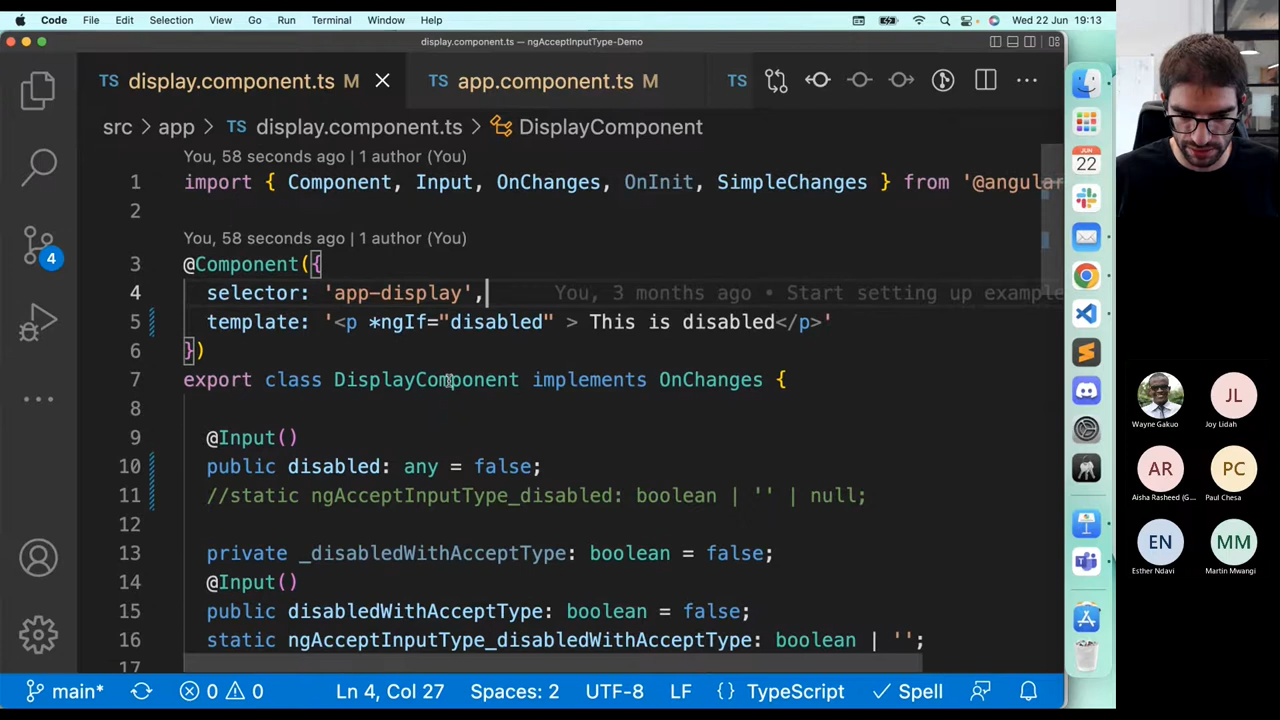 Code File Edit Selection View Go Run Terminal Window Help Wed 22 Jun 19:13
display.component.ts — ngAcceptInputType-Demo
TS display.component.ts M TS app.component.ts M TS
src > app > TS display.component.ts > DisplayComponent
You, 58 seconds ago | 1 author (You)
1 import { Component, Input, OnChanges, OnInit, SimpleChanges } from '@angular
2
You, 58 seconds ago | 1 author (You)
3 @Component({
4 selector: 'app-display', You, 3 months ago • Start setting up example
5 template: '<p *ngIf="disabled" > This is disabled</p>'
6 })
7 export class DisplayComponent implements OnChanges {
8
9 @Input()
10 public disabled: any = false;
11 //static ngAcceptInputType_disabled: boolean | '' | null;
12
13 private _disabledWithAcceptType: boolean = false;
14 @Input()
15 public disabledWithAcceptType: boolean = false;
16 static ngAcceptInputType_disabledWithAcceptType: boolean | '';
17
4
main* 0 0 Ln 4, Col 27 Spaces: 2 UTF-8 LF {} TypeScript Spell
JUN
22
JL
Wayne Gakuo Joy Lidah
AR PC
Aisha Rasheed (G... Paul Chesa
EN MM
Esther Ndavi Martin Mwangi